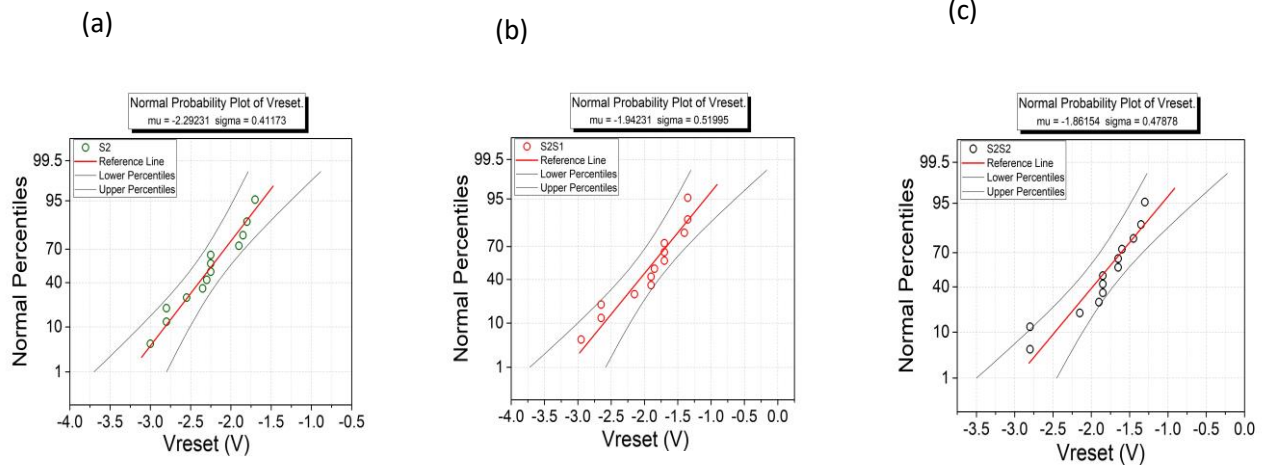 (a)
Normal Probability Plot of Vreset.
mu = -2.29231 sigma = 0.41173
S2
Reference Line
Lower Percentiles
Upper Percentiles
Normal Percentiles
99.5
95
70
40
10
1
-4.0 -3.5 -3.0 -2.5 -2.0 -1.5 -1.0 -0.5
Vreset (V)
(b)
Normal Probability Plot of Vreset.
mu = -1.94231 sigma = 0.51995
S2S1
Reference Line
Lower Percentiles
Upper Percentiles
Normal Percentiles
99.5
95
70
40
10
1
-4.0 -3.5 -3.0 -2.5 -2.0 -1.5 -1.0 -0.5 0.0
Vreset (V)
(c)
Normal Probability Plot of Vreset.
mu = -1.86154 sigma = 0.47878
S2S2
Reference Line
Lower Percentiles
Upper Percentiles
Normal Percentiles
99.5
95
70
40
10
1
-3.5 -3.0 -2.5 -2.0 -1.5 -1.0 -0.5 0.0
Vreset (V)